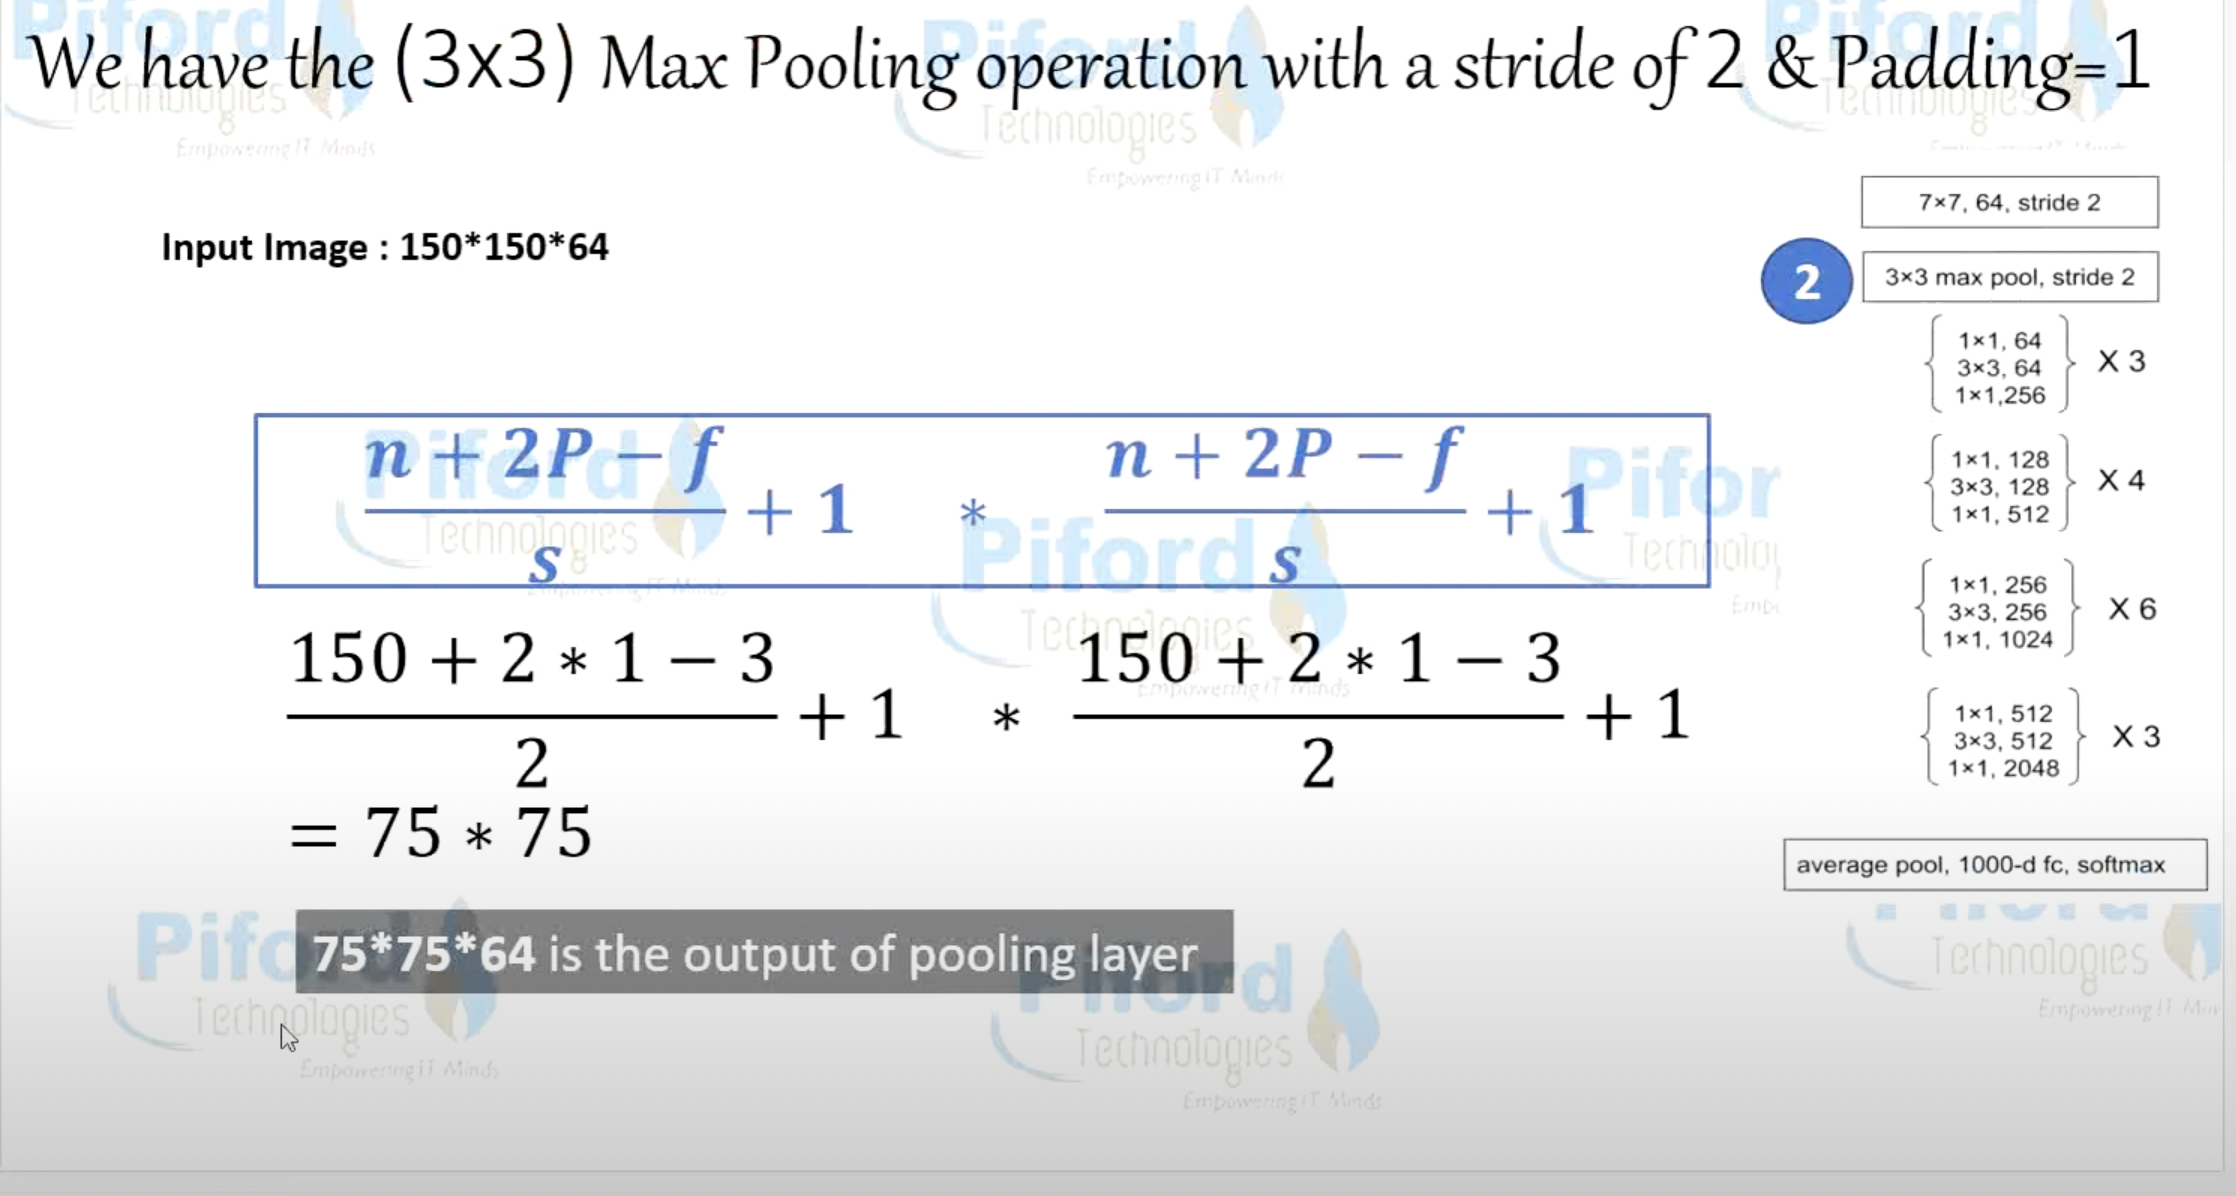 We have the (3x3) Max Pooling operation with a stride of 2 & Padding=1
Input Image : 150*150*64
n + 2P − f
s
+ 1
*
n + 2P − f
s
+ 1
150 + 2 * 1 − 3
2
+ 1
*
150 + 2 * 1 − 3
2
+ 1
= 75 * 75
75*75*64 is the output of pooling layer
7×7, 64, stride 2
2
3×3 max pool, stride 2
1×1, 64
3×3, 64
1×1,256
X 3
1×1, 128
3×3, 128
1×1, 512
X 4
1×1, 256
3×3, 256
1×1, 1024
X 6
1×1, 512
3×3, 512
1×1, 2048
X 3
average pool, 1000-d fc, softmax
Piford
Technologies
Empowering IT Minds